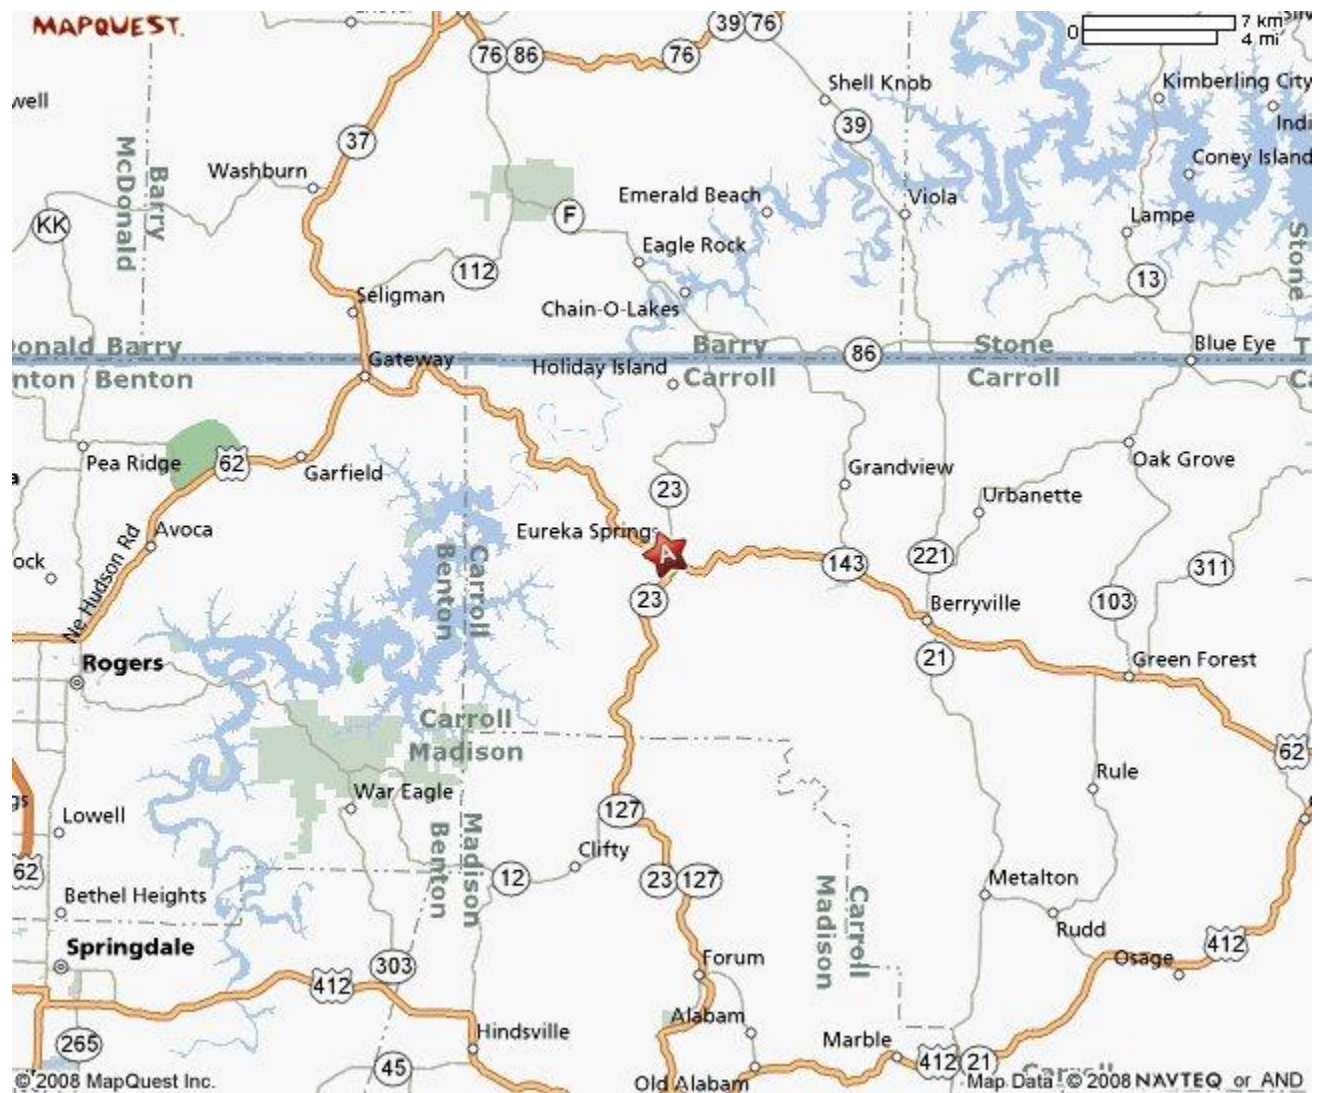 MAPQUEST.
7 km
0
4 mi
39
76
76
86
76
Shell Knob
Kimberling City
well
39
Indi
37
Coney Island
McDonald
Barry
Washburn
Emerald Beach
Viola
Lampe
KK
F
Eagle Rock
Stone
112
13
Seligman
Chain-O-Lakes
onald
Barry
Barry
Stone
Blue Eye
T
Gateway
86
nton
Benton
Holiday Island
Carroll
Carroll
Ca
Pea Ridge
62
Garfield
Grandview
Oak Grove
a
23
Urbanette
Avoca
Eureka Springs
A
ock
Ne Hudson Rd
Benton
Carroll
143
221
311
23
Berryville
103
Rogers
21
Green Forest
Carroll
Madison
62
War Eagle
Rule
gs
127
Lowell
Benton
Madison
Clifty
62
12
23
127
Metalton
Madison
Carroll
Bethel Heights
Rudd
Springdale
Forum
Osage
412
303
412
Alabam
265
Hindsville
Marble
45
412
21
Old Alabam
Carroll
© 2008 MapQuest Inc.
Map Data © 2008 NAVTEQ or AND